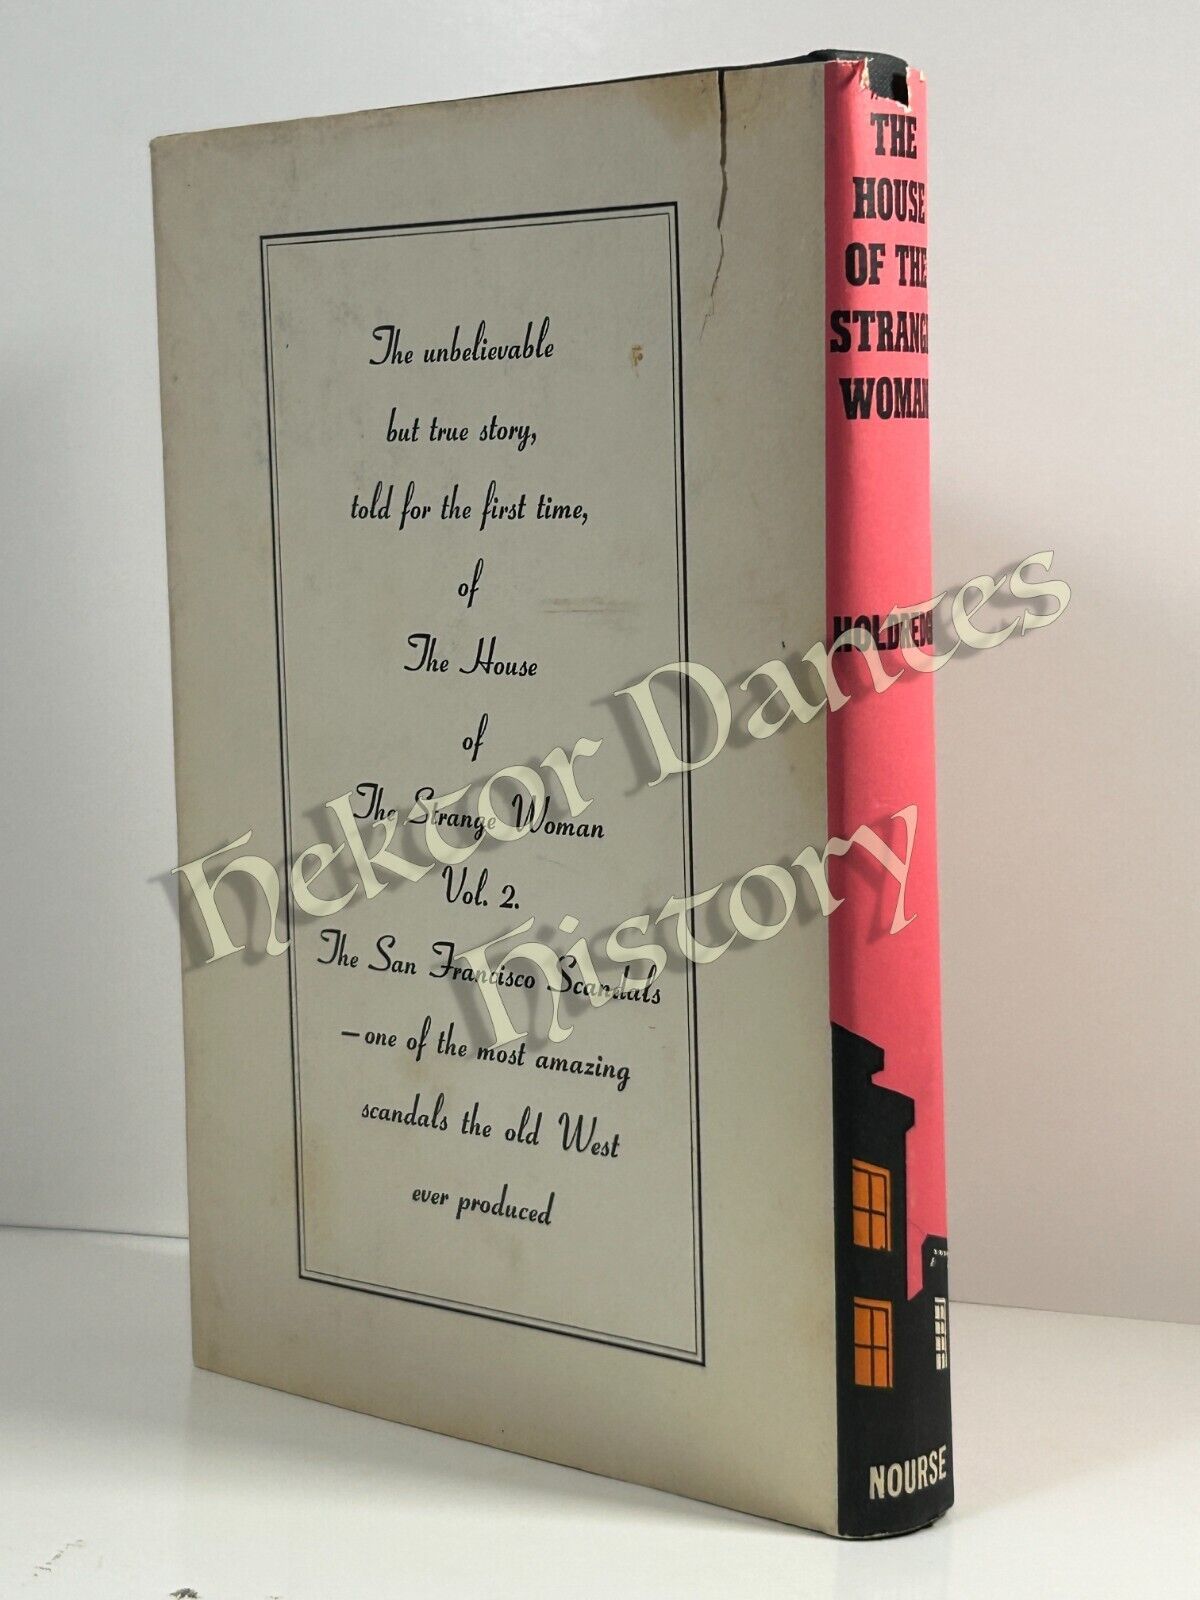 The unbelievable
but true story,
told for the first time,
of
The House
of
The Strange Woman
Vol. 2.
The San Francisco Scandals
—one of the most amazing
scandals the old West
ever produced
THE
HOUSE
OF THE
STRANGE
WOMAN
HOLDREDG
NOURSE
Hektor Dantes
History